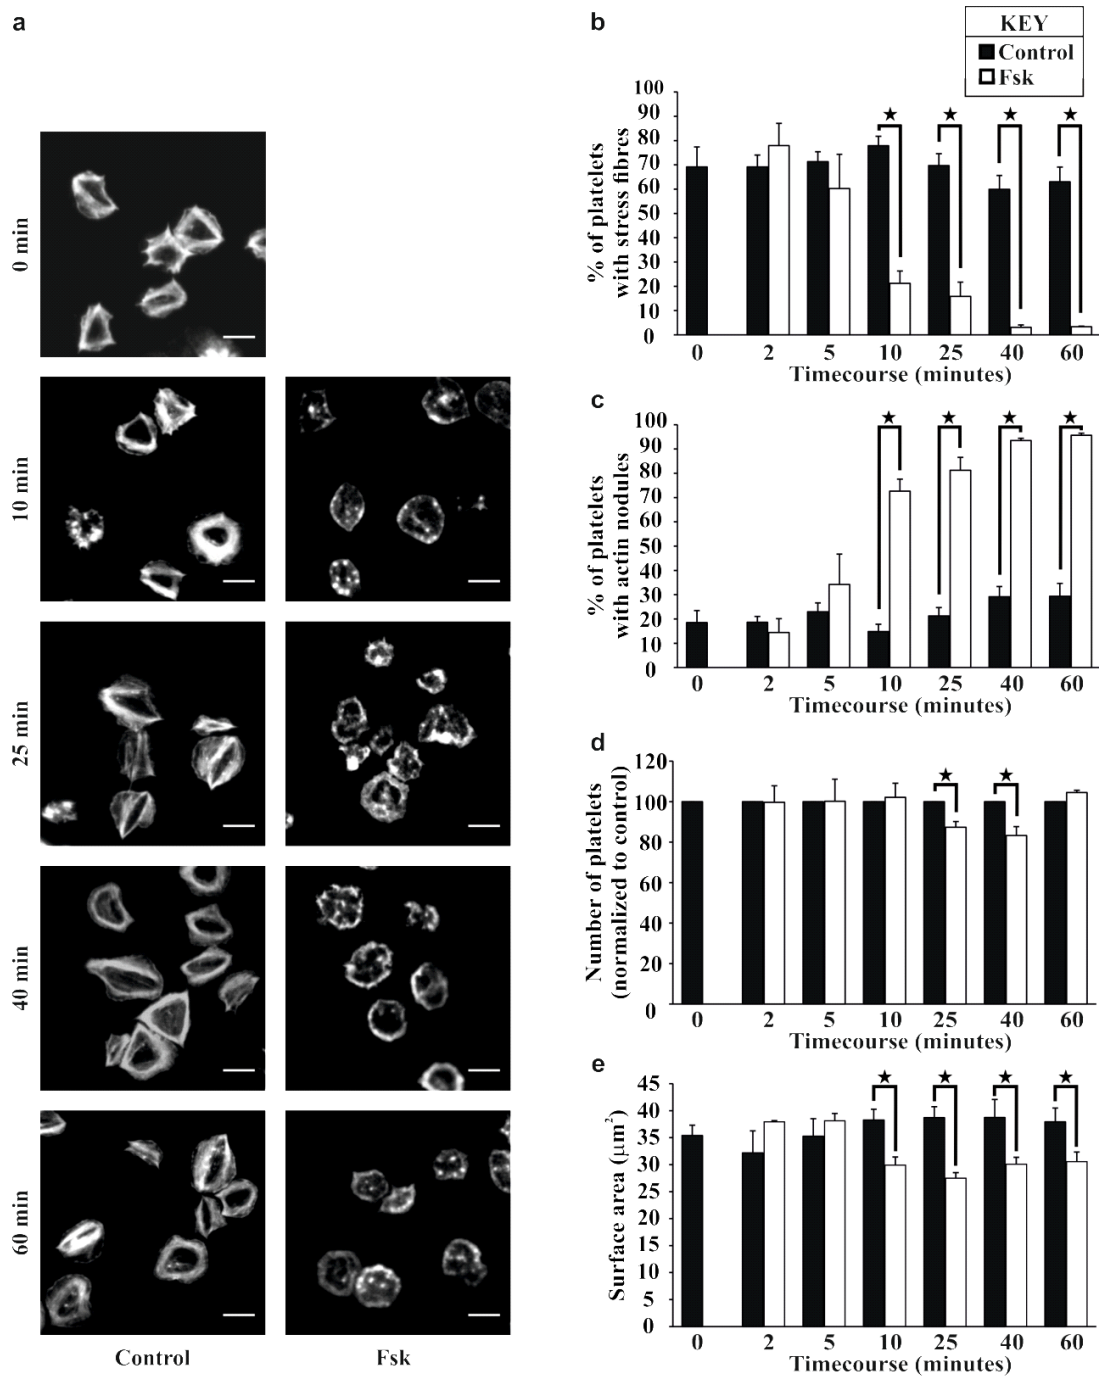 a
0 min
10 min
25 min
40 min
60 min
Control
Fsk
b
KEY
Control
Fsk
% of platelets
with stress fibres
100
90
80
70
60
50
40
30
20
10
0
0 2 5 10 25 40 60
Timecourse (minutes)
c
% of platelets
with actin nodules
100
90
80
70
60
50
40
30
20
10
0
0 2 5 10 25 40 60
Timecourse (minutes)
d
Number of platelets
(normalized to control)
120
100
80
60
40
20
0
0 2 5 10 25 40 60
Timecourse (minutes)
e
Surface area (μm²)
45
40
35
30
25
20
15
10
5
0
0 2 5 10 25 40 60
Timecourse (minutes)